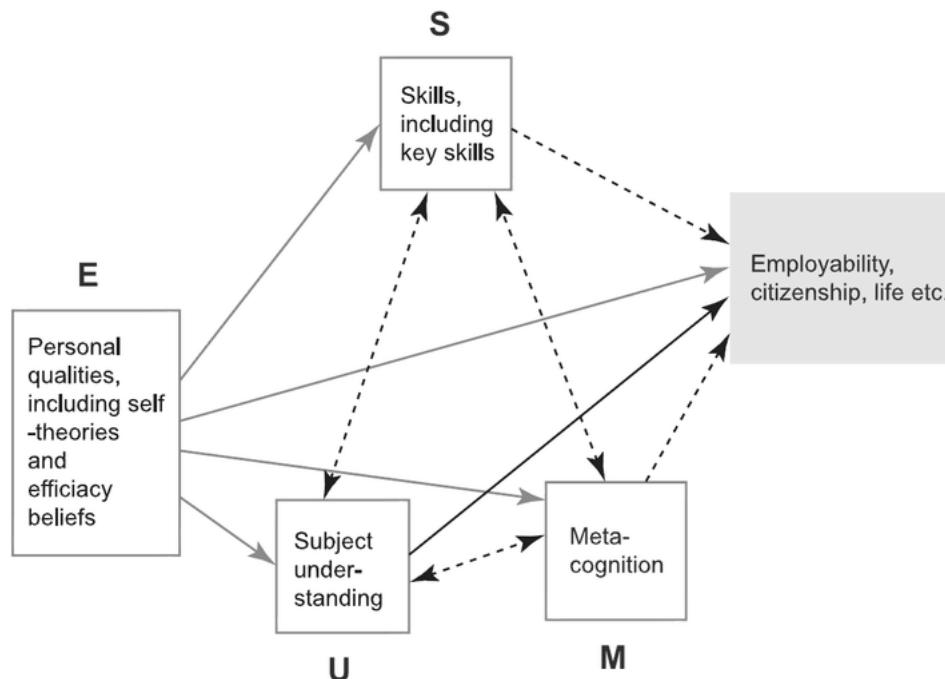 S
Skills,
including
key skills
Employability,
citizenship, life etc.
E
Personal
qualities,
including self
-theories
and
efficiacy
beliefs
Subject
under-
standing
Meta-
cognition
U
M